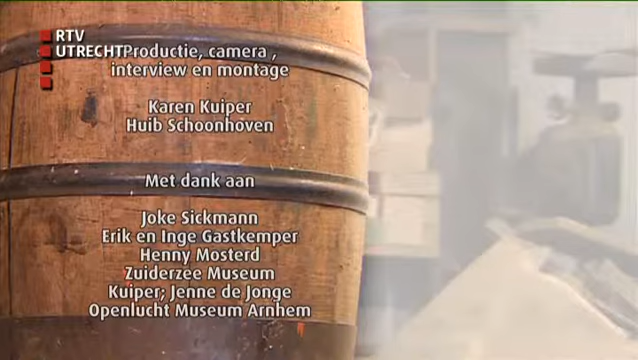 RTV
UTRECHT
Productie, camera ,
interview en montage
Karen Kuiper
Huib Schoonhoven
Met dank aan
Joke Sickmann
Erik en Inge Gastkemper
Henny Mosterd
Zuiderzee Museum
Kuiper; Jenne de Jonge
Openlucht Museum Arnhem